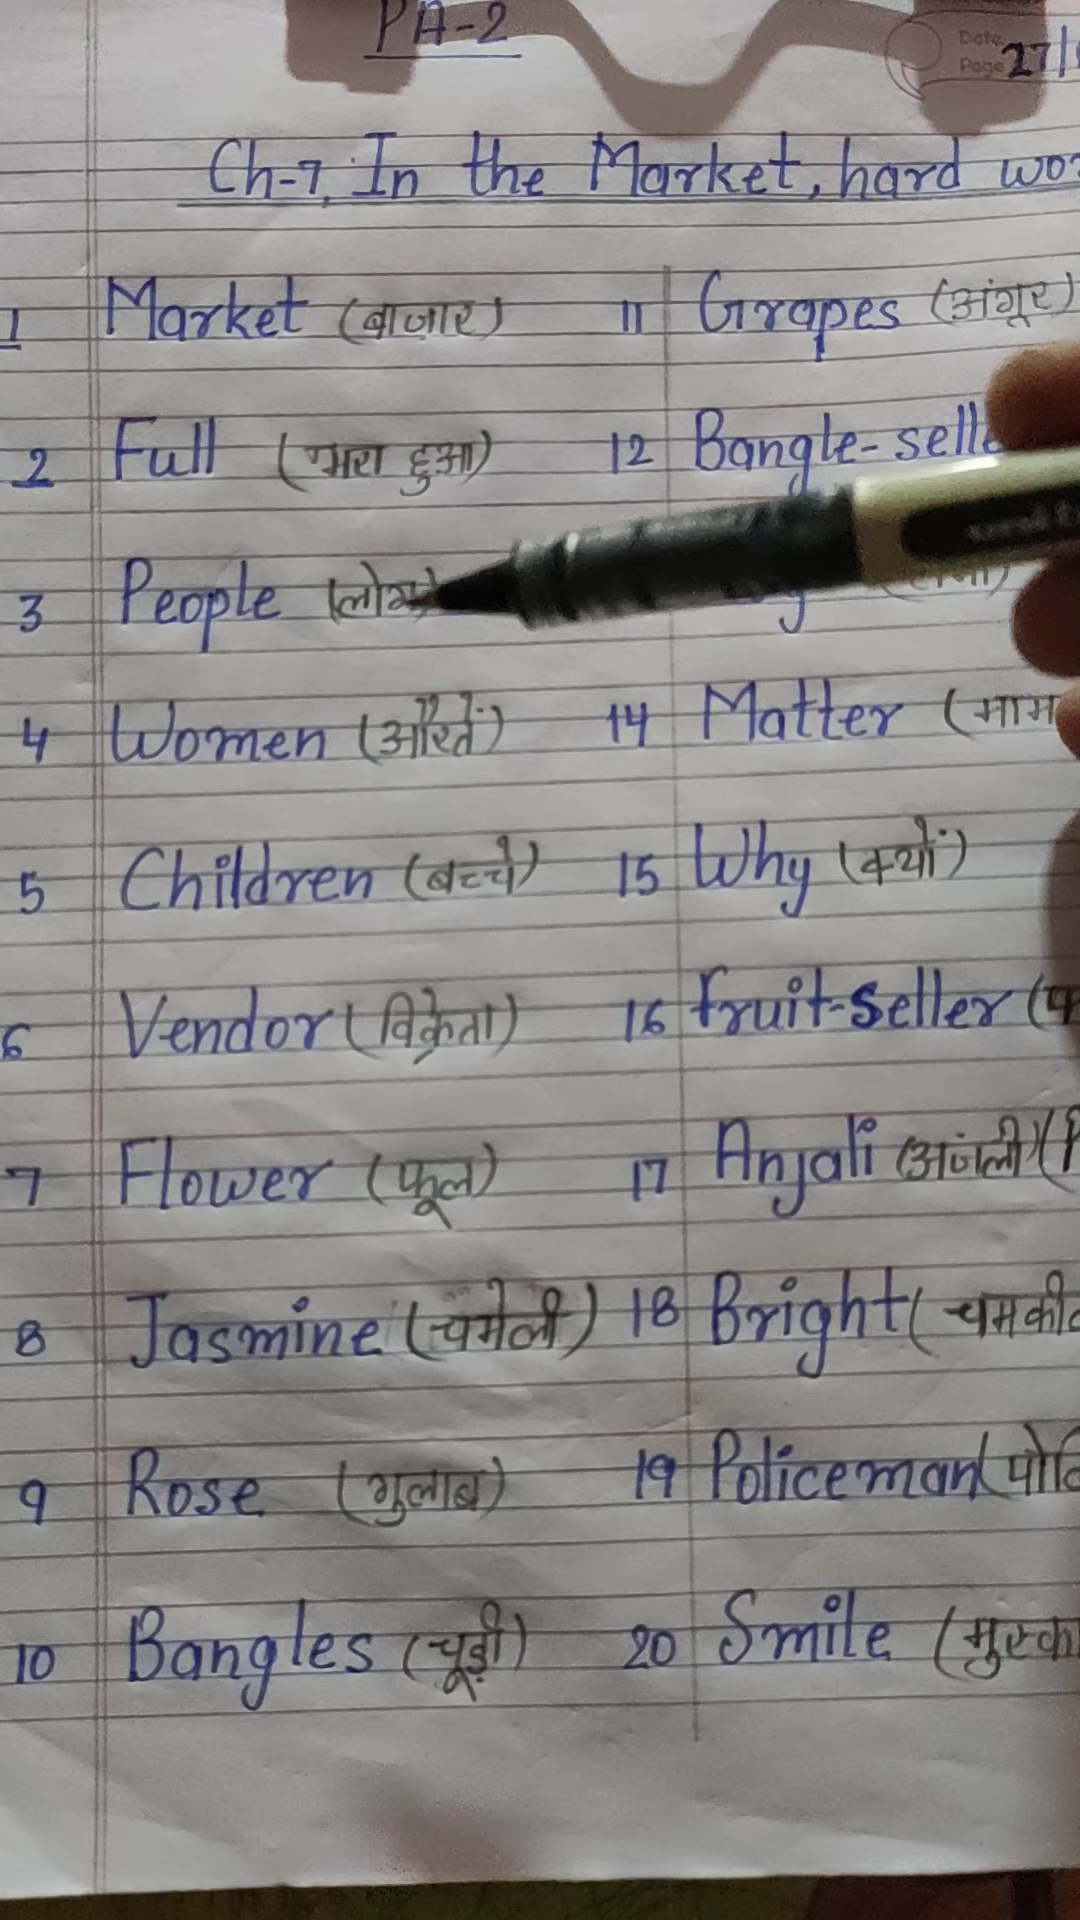 PA-2
Date
Page 27/
Ch-7, In the Market, hard
1 Market (बाजार)
2 Full (भरा हुआ)
3 People (लोग)
4 Women (औरतें)
5 Children (बच्चे)
6 Vendor (विक्रेता)
7 Flower (फूल)
8 Jasmine (चमेली)
9 Rose (गुलाब)
10 Bangles (चूड़ी)
11 Grapes (अंगूर)
12 Bangle-
14 Matter
15 Why (क्यों)
16 fruit-seller
17 Anjali (अंजली)
18 Bright
19 Policeman
20 Smile